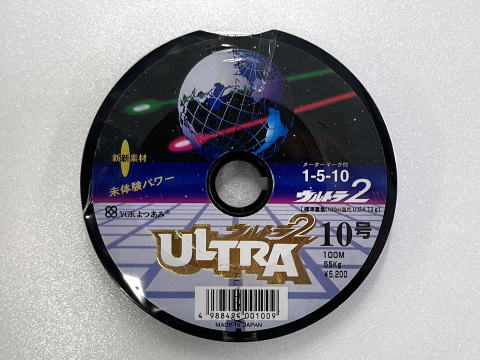 新新素材
未体験パワー
メーターマーク付
1-5-10
ウルトラ2
YGKよつあみ®
ウルトラ2
ULTRA
10号
100M
55Kg
¥5,200
4 988494 001009
MADE IN JAPAN